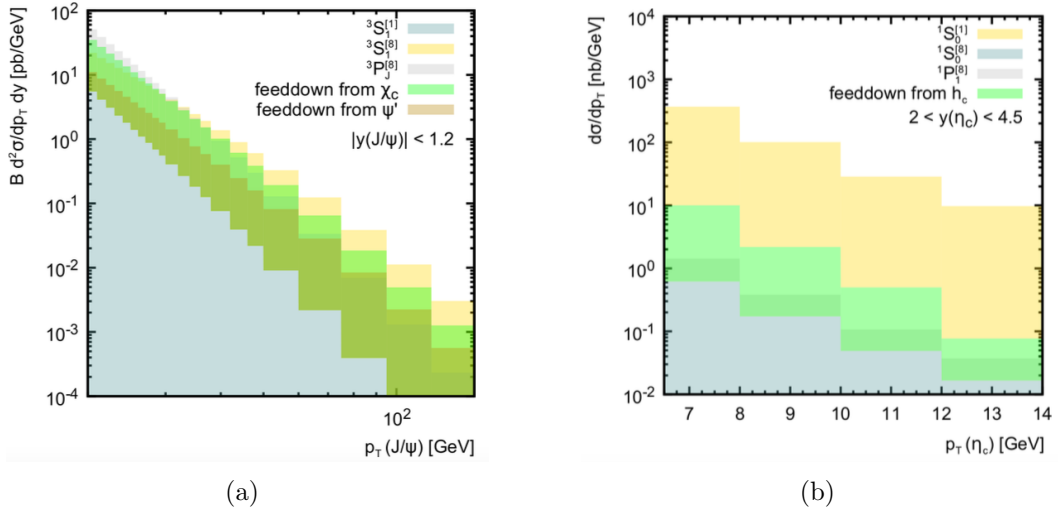 B d²σ/dp_T dy [pb/GeV]
10²
10¹
10⁰
10⁻¹
10⁻²
10⁻³
10⁻⁴
³S₁^[1]
³S₁^[8]
³P_J^[8]
feeddown from χ_c
feeddown from ψ'
|y(J/ψ)| < 1.2
10²
p_T (J/ψ) [GeV]
(a)
dσ/dp_T [nb/GeV]
10⁴
10³
10²
10¹
10⁰
10⁻¹
10⁻²
¹S₀^[1]
¹S₀^[8]
¹P₁^[8]
feeddown from h_c
2 < y(η_c) < 4.5
7 8 9 10 11 12 13 14
p_T (η_c) [GeV]
(b)